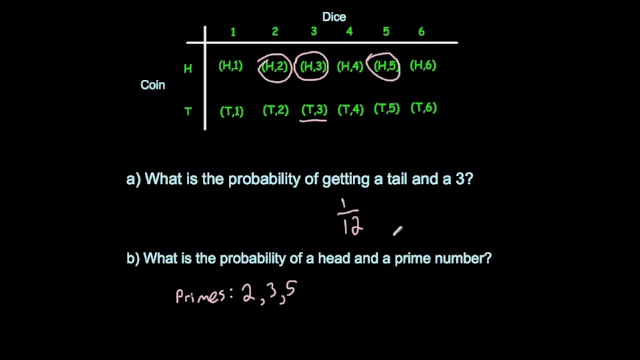 Dice
1 2 3 4 5 6
H (H,1) (H,2) (H,3) (H,4) (H,5) (H,6)
Coin
T (T,1) (T,2) (T,3) (T,4) (T,5) (T,6)
a) What is the probability of getting a tail and a 3?
1
12
b) What is the probability of a head and a prime number?
Primes: 2, 3, 5